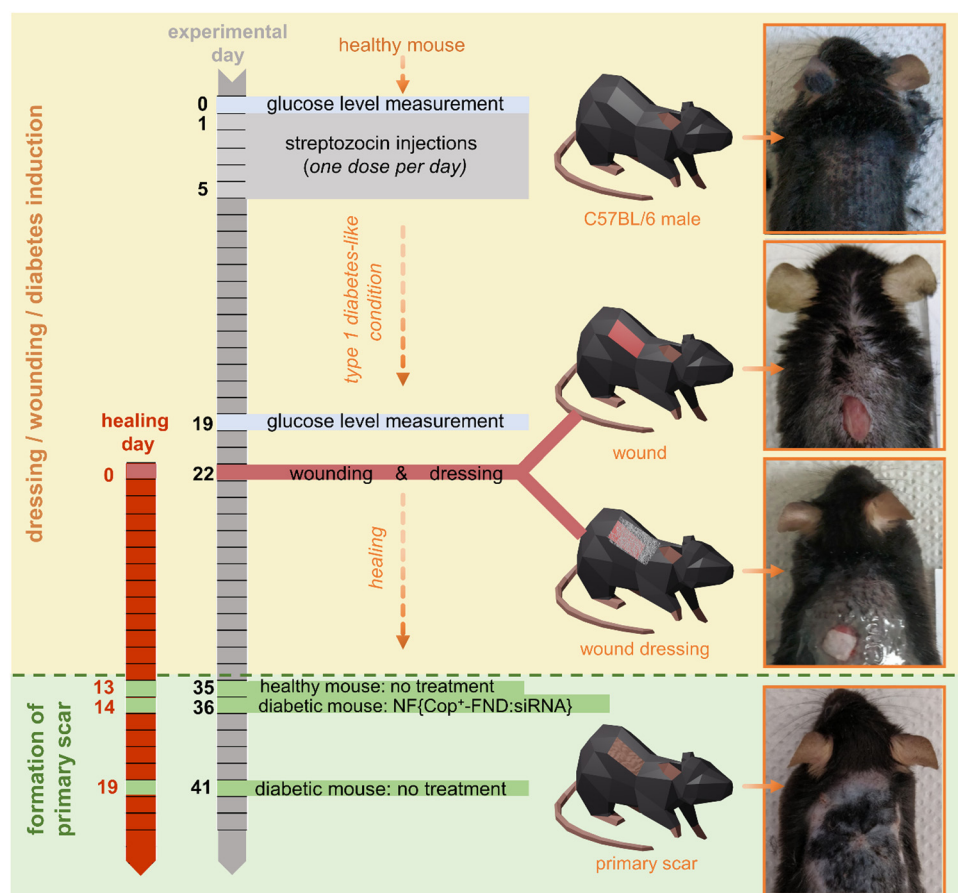 experimental
day
healthy mouse
0
glucose level measurement
1
streptozocin injections
(one dose per day)
5
C57BL/6 male
type 1 diabetes-like
condition
dressing / wounding / diabetes induction
healing
day
19
glucose level measurement
wound
0
22
wounding & dressing
healing
wound dressing
13
35
healthy mouse: no treatment
14
36
diabetic mouse: NF{Cop⁺-FND:siRNA}
formation of
primary scar
19
41
diabetic mouse: no treatment
primary scar